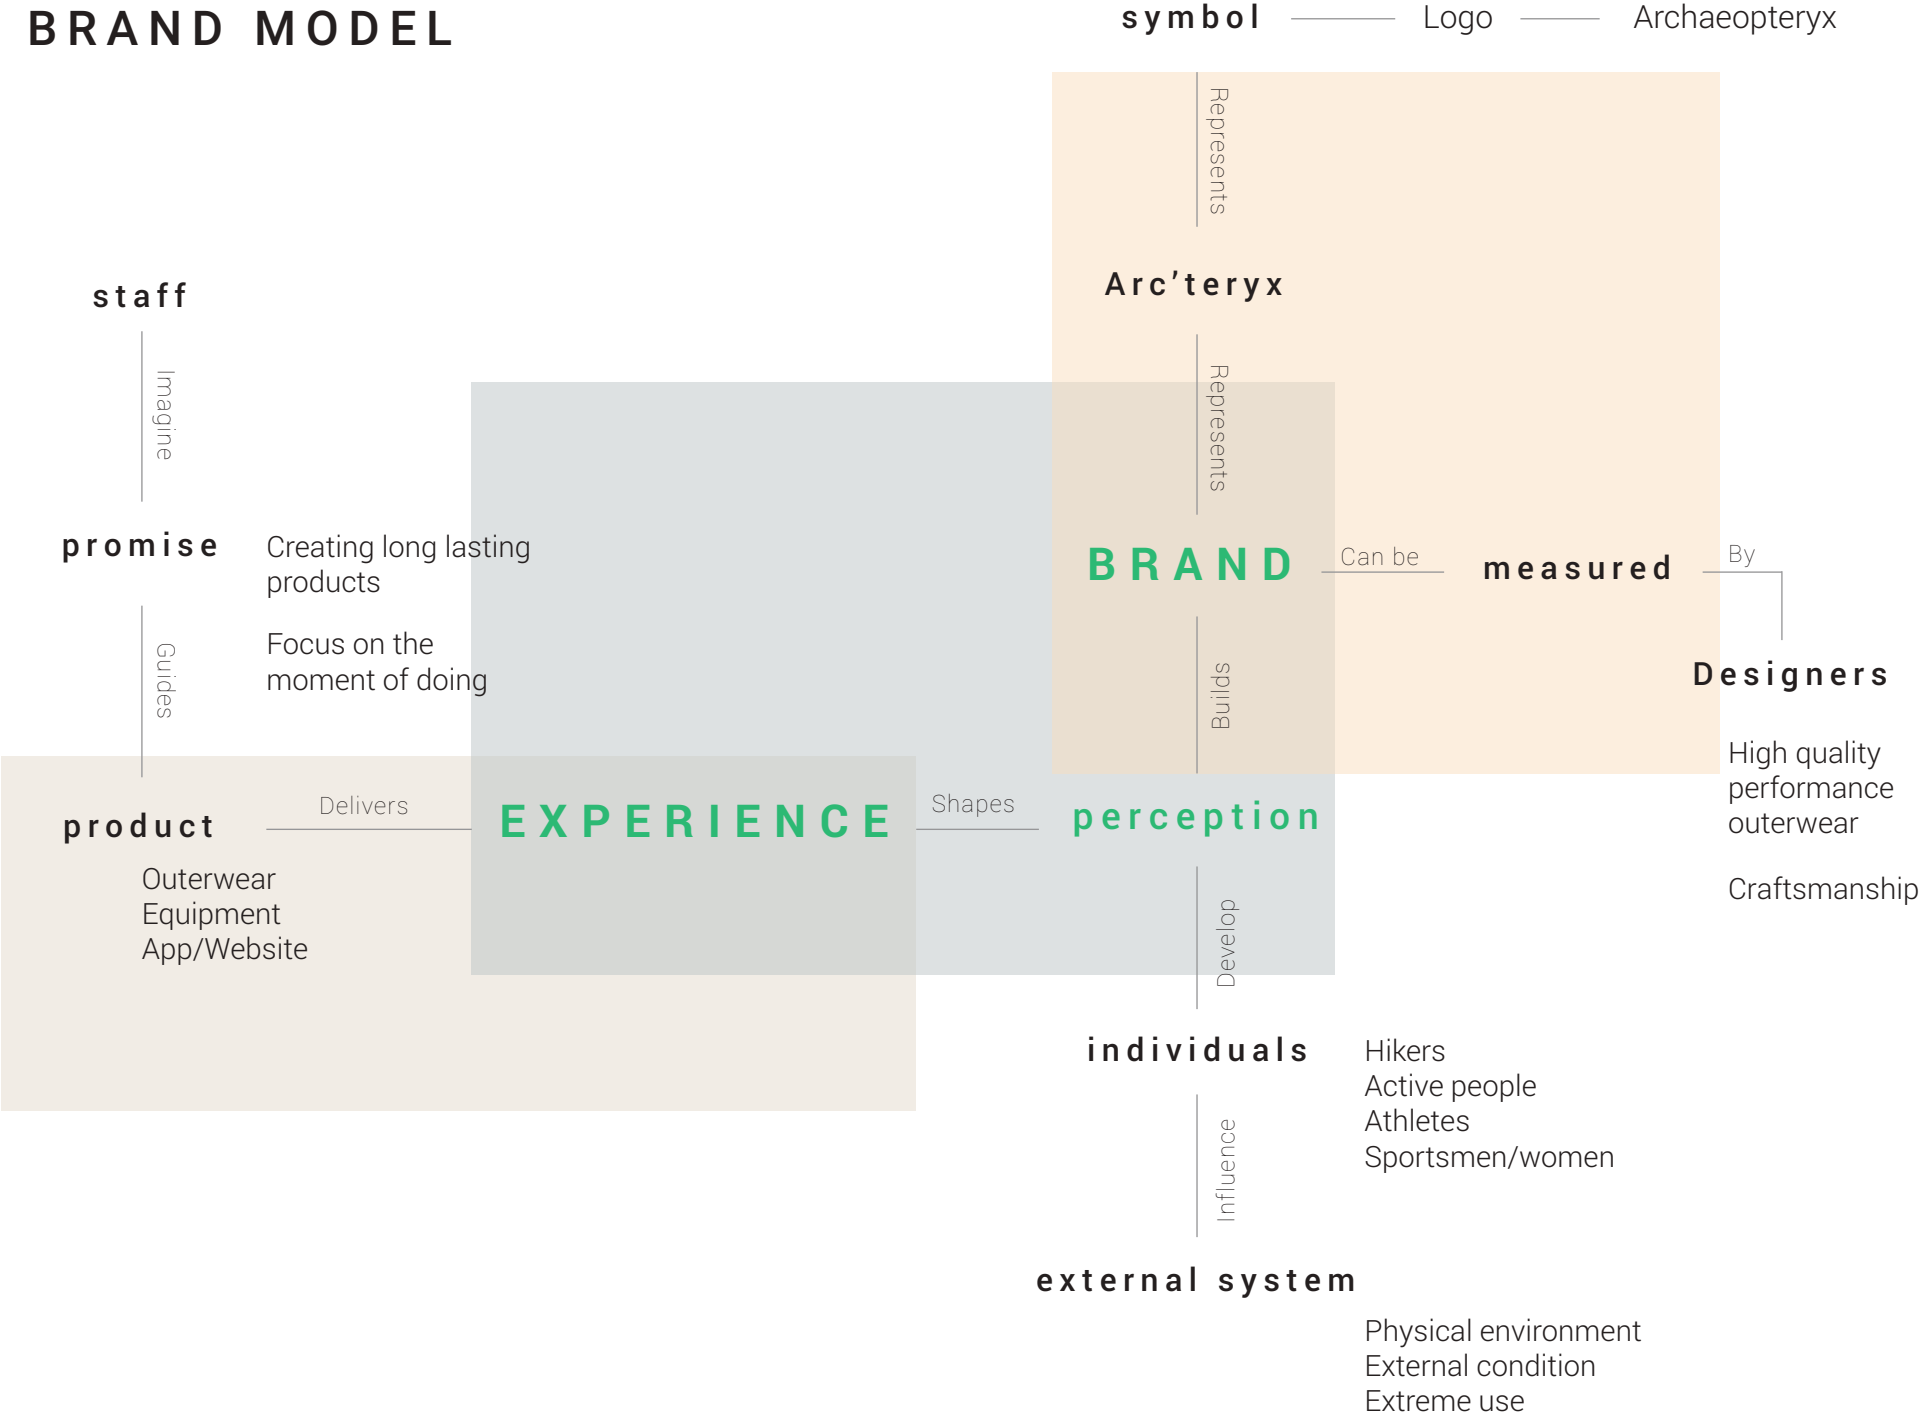 BRAND MODEL
symbol
Logo
Archaeopteryx
Represents
Arc’teryx
Represents
BRAND
Can be
measured
By
Designers
High quality
performance
outerwear
Craftsmanship
staff
Imagine
promise
Creating long lasting
products
Focus on the
moment of doing
Guides
product
Outerwear
Equipment
App/Website
Delivers
EXPERIENCE
Shapes
Builds
perception
Develop
individuals
Hikers
Active people
Athletes
Sportsmen/women
Influence
external system
Physical environment
External condition
Extreme use